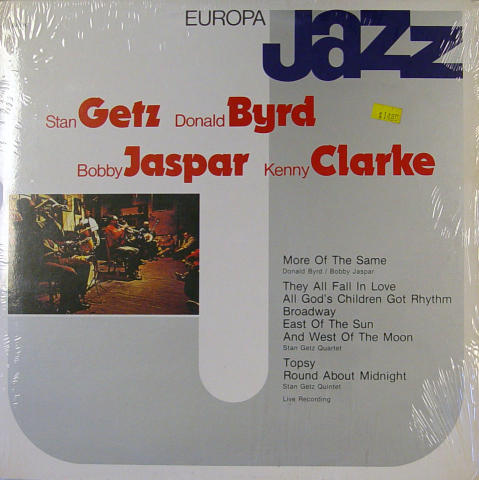 EUROPA Jazz
Stan Getz Donald Byrd
Bobby Jaspar Kenny Clarke
More Of The Same
Donald Byrd / Bobby Jaspar
They All Fall In Love
All God's Children Got Rhythm
Broadway
East Of The Sun
And West Of The Moon
Stan Getz Quartet
Topsy
Round About Midnight
Stan Getz Quintet
Live Recording